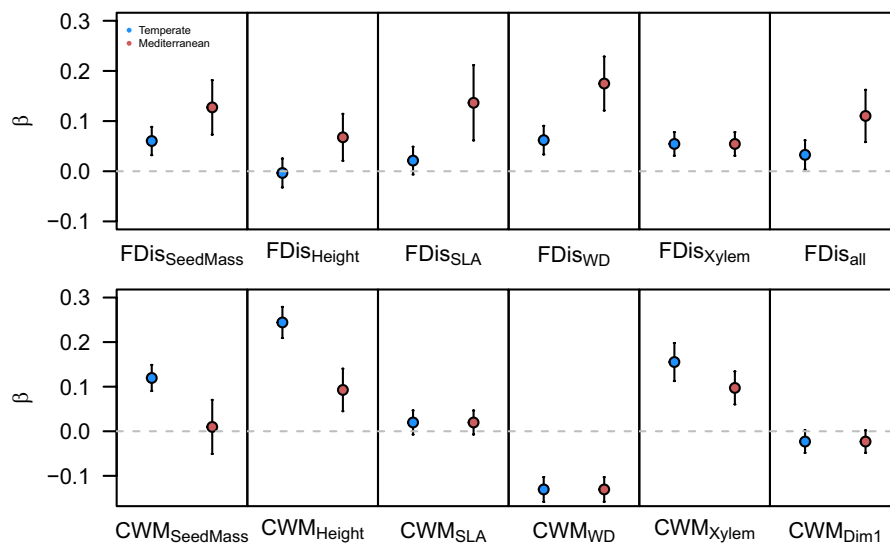 0.3
0.2
0.1
0.0
−0.1
β
Temperate
Mediterranean
FDisSeedMass
FDisHeight
FDisSLA
FDisWD
FDisXylem
FDisall
0.3
0.2
0.1
0.0
−0.1
β
CWMSeedMass
CWMHeight
CWMSLA
CWMWD
CWMXylem
CWMDim1